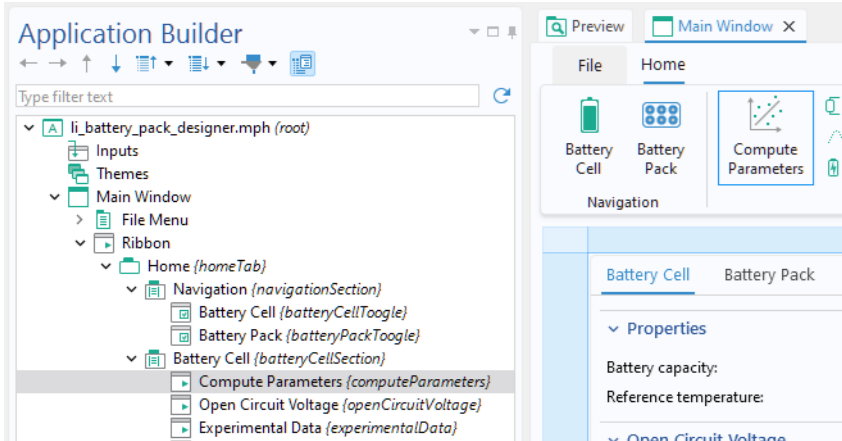 Application Builder
Type filter text
li_battery_pack_designer.mph (root)
Inputs
Themes
Main Window
File Menu
Ribbon
Home {homeTab}
Navigation {navigationSection}
Battery Cell {batteryCellToogle}
Battery Pack {batteryPackToogle}
Battery Cell {batteryCellSection}
Compute Parameters {computeParameters}
Open Circuit Voltage {openCircuitVoltage}
Experimental Data {experimentalData}
Preview
Main Window
File
Home
Battery
Cell
Battery
Pack
Compute
Parameters
Navigation
Battery Cell
Battery Pack
Properties
Battery capacity:
Reference temperature:
Open Circuit Voltage